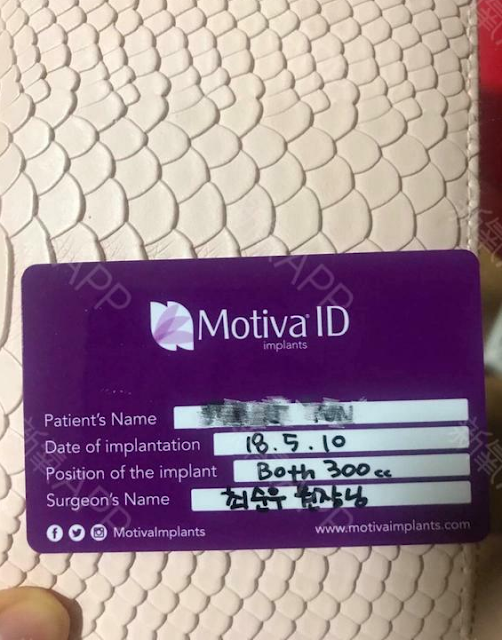 Motiva ID
implants
Patient's Name
Date of implantation 18.5.10
Position of the implant Both 300cc
Surgeon's Name 최순우 원장님
MotivaImplants www.motivaimplants.com